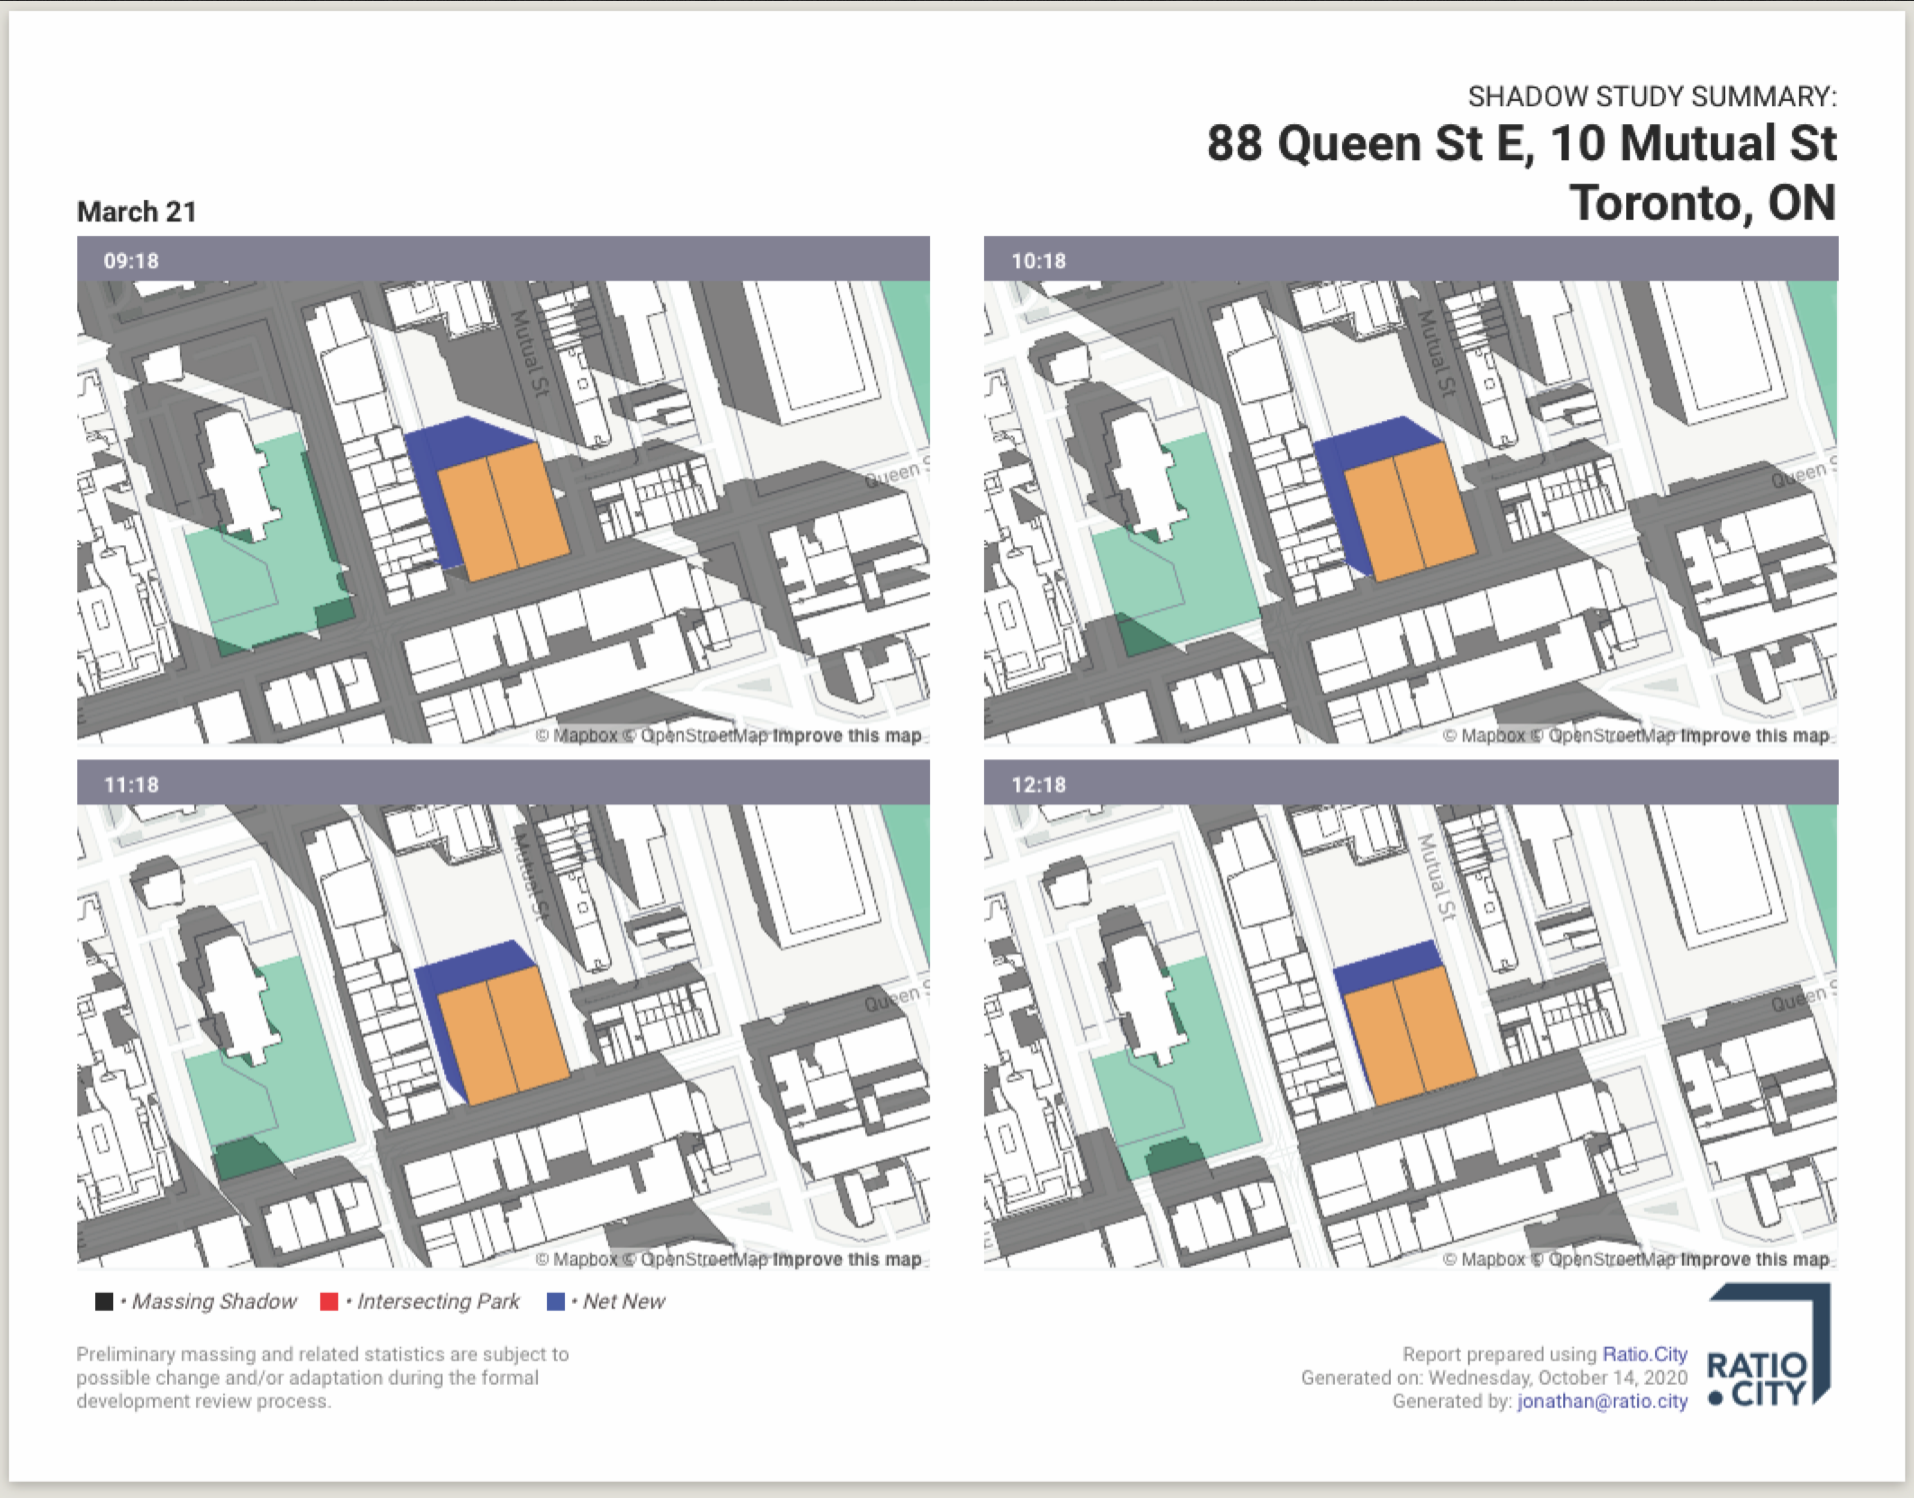 SHADOW STUDY SUMMARY:
88 Queen St E, 10 Mutual St
Toronto, ON
March 21
09:18
Mutual St
Queen S
© Mapbox © OpenStreetMap Improve this map
10:18
Mutual St
Queen S
© Mapbox © OpenStreetMap Improve this map
11:18
Mutual St
Queen S
© Mapbox © OpenStreetMap Improve this map
12:18
Mutual St
Queen S
© Mapbox © OpenStreetMap Improve this map
• Massing Shadow • Intersecting Park • Net New
Preliminary massing and related statistics are subject to
possible change and/or adaptation during the formal
development review process.
Report prepared using Ratio.City
Generated on: Wednesday, October 14, 2020
Generated by: jonathan@ratio.city
RATIO
.CITY